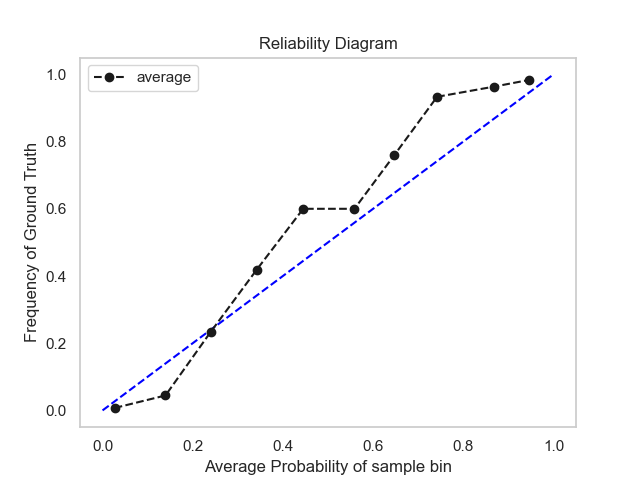 Reliability Diagram
average
1.0
0.8
0.6
0.4
0.2
0.0
Frequency of Ground Truth
0.0 0.2 0.4 0.6 0.8 1.0
Average Probability of sample bin